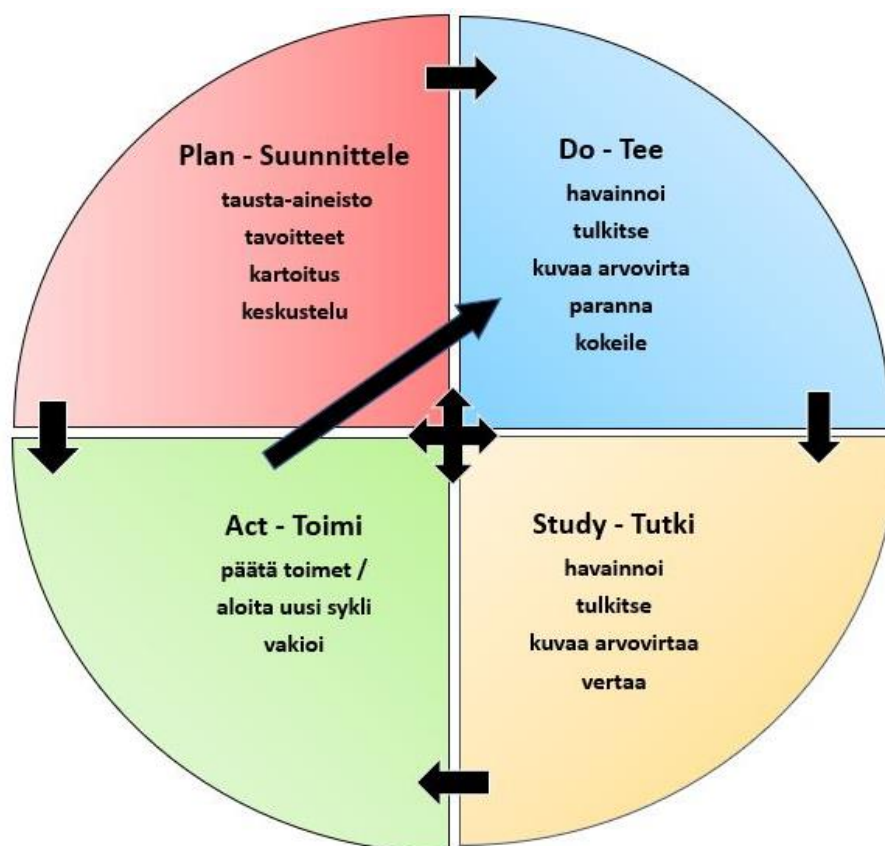 Plan - Suunnittele
tausta-aineisto
tavoitteet
kartoitus
keskustelu
Do - Tee
havainnoi
tulkitse
kuvaa arvovirta
paranna
kokeile
Act - Toimi
päätä toimet /
aloita uusi sykli
vakioi
Study - Tutki
havainnoi
tulkitse
kuvaa arvovirtaa
vertaa